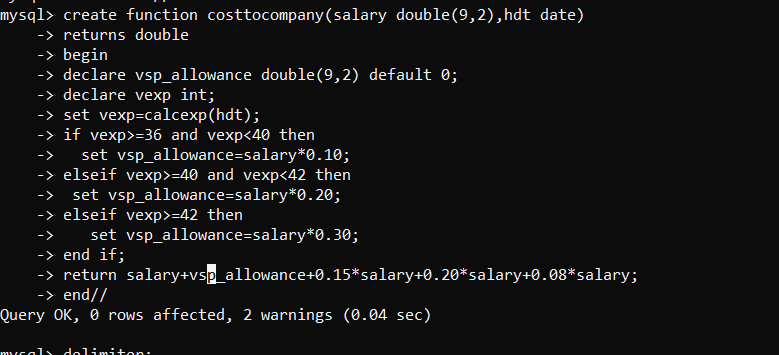 mysql> create function costtocompany(salary double(9,2),hdt date)
    -> returns double
    -> begin
    -> declare vsp_allowance double(9,2) default 0;
    -> declare vexp int;
    -> set vexp=calcexp(hdt);
    -> if vexp>=36 and vexp<40 then
    ->   set vsp_allowance=salary*0.10;
    -> elseif vexp>=40 and vexp<42 then
    ->  set vsp_allowance=salary*0.20;
    -> elseif vexp>=42 then
    ->    set vsp_allowance=salary*0.30;
    -> end if;
    -> return salary+vsp_allowance+0.15*salary+0.20*salary+0.08*salary;
    -> end//
Query OK, 0 rows affected, 2 warnings (0.04 sec)
mysql>